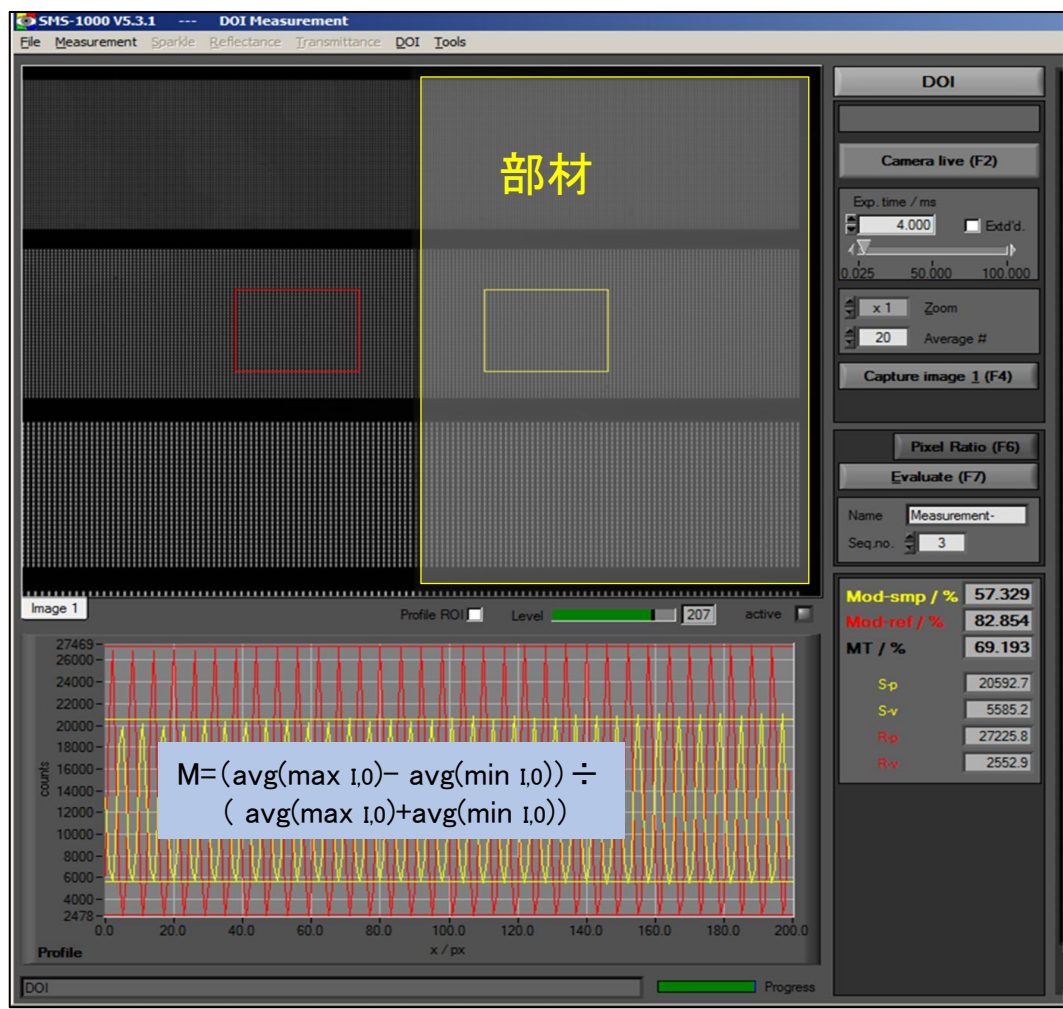 SMS-1000 V5.3.1 --- DOI Measurement
File Measurement Sparkle Reflectance Transmittance DOI Tools
部材
Image 1
Profile ROI
Level
207
active
27469
26000
24000
22000
20000
18000
16000
14000
12000
10000
8000
6000
4000
2478
counts
M=(avg(max I,0)− avg(min I,0)) ÷
( avg(max I,0)+avg(min I,0))
0.0 20.0 40.0 60.0 80.0 100.0 120.0 140.0 160.0 180.0 200.0
Profile
x / px
DOI
Progress
DOI
Camera live (F2)
Exp. time / ms
4.000 Extd'd.
0.025 50.000 100.000
x 1 Zoom
20 Average #
Capture image 1 (F4)
Pixel Ratio (F6)
Evaluate (F7)
Name Measurement-
Seq.no. 3
Mod-smp / % 57.329
Mod-ref / % 82.854
MT / % 69.193
S-p 20592.7
S-v 5585.2
R-p 27225.8
R-v 2552.9